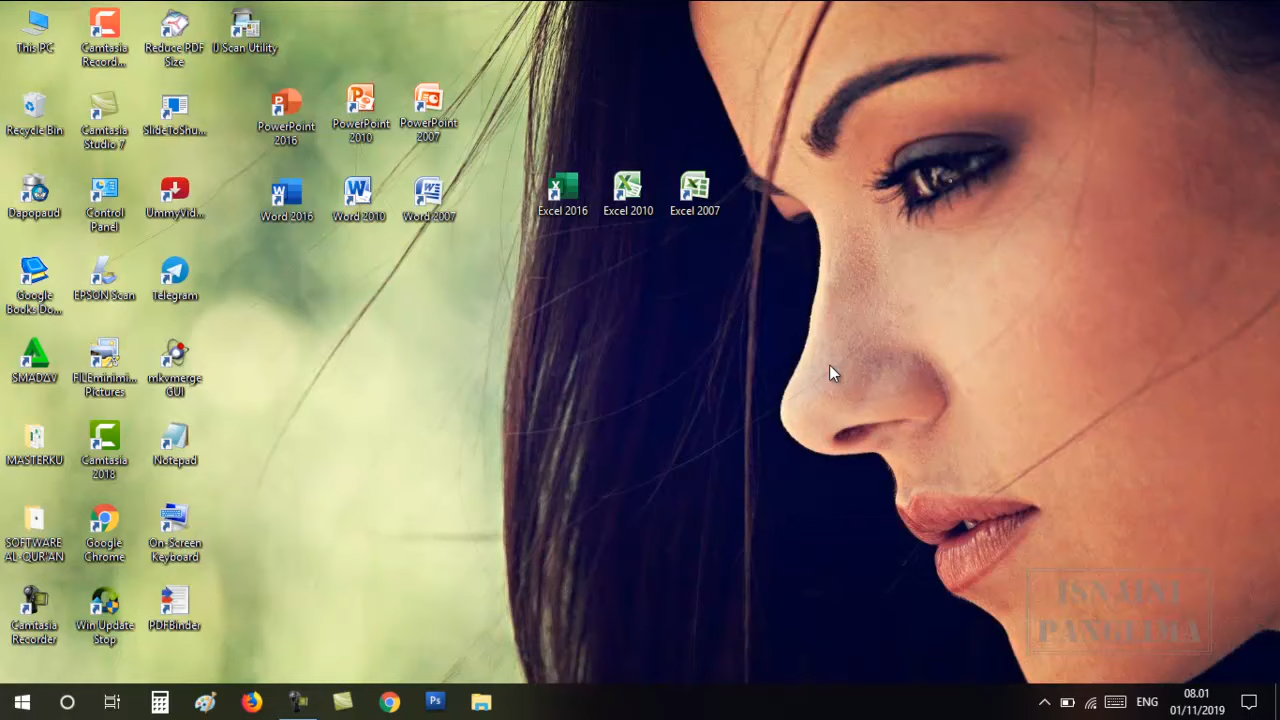 This PC
Camtasia
Record...
Reduce PDF
Size
IJ Scan Utility
Recycle Bin
Camtasia
Studio 7
SlideToShu...
PowerPoint
2016
PowerPoint
2010
PowerPoint
2007
Dapopaud
Control
Panel
UmmyVid...
Word 2016
Word 2010
Word 2007
Excel 2016
Excel 2010
Excel 2007
Google
Books Do...
EPSON Scan
Telegram
SMADAV
FILEminimi...
Pictures
mkvmerge
GUI
MASTERKU
Camtasia
2018
Notepad
SOFTWARE
AL-QUR'AN
Google
Chrome
On-Screen
Keyboard
Camtasia
Recorder
Win Update
Stop
PDFBinder
ISNAINI
PANGLIMA
Ps
ENG
08.01
01/11/2019